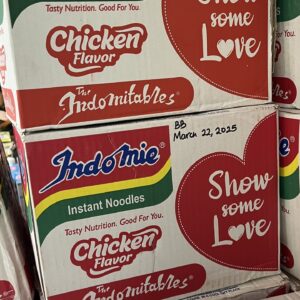 Tasty Nutrition. Good For You.
Chicken
Flavor
The
Indomitables®
Show
some
Love
BB
March 22, 2025
Indomie®
Instant Noodles
Tasty Nutrition. Good For You.
Chicken
Flavor
The
Indomitables®
Show
some
Love